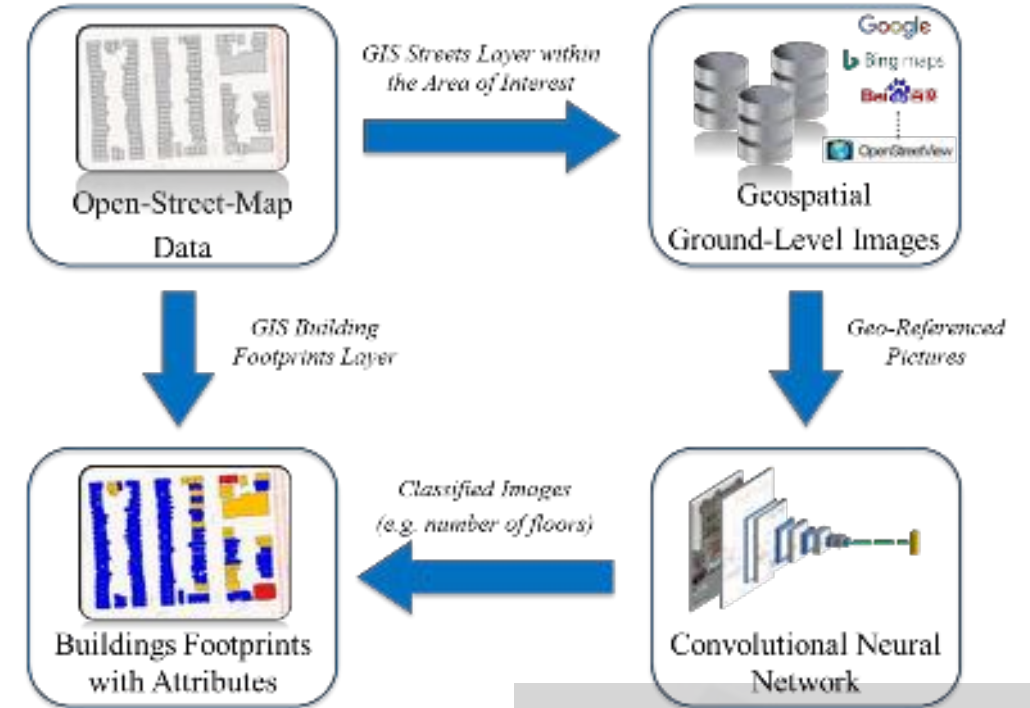 GIS Streets Layer within
the Area of Interest
Google
Bing maps
Bai
OpenStreetView
Open-Street-Map
Data
Geospatial
Ground-Level Images
GIS Building
Footprints Layer
Geo-Referenced
Pictures
Classified Images
(e.g. number of floors)
Buildings Footprints
with Attributes
Convolutional Neural
Network